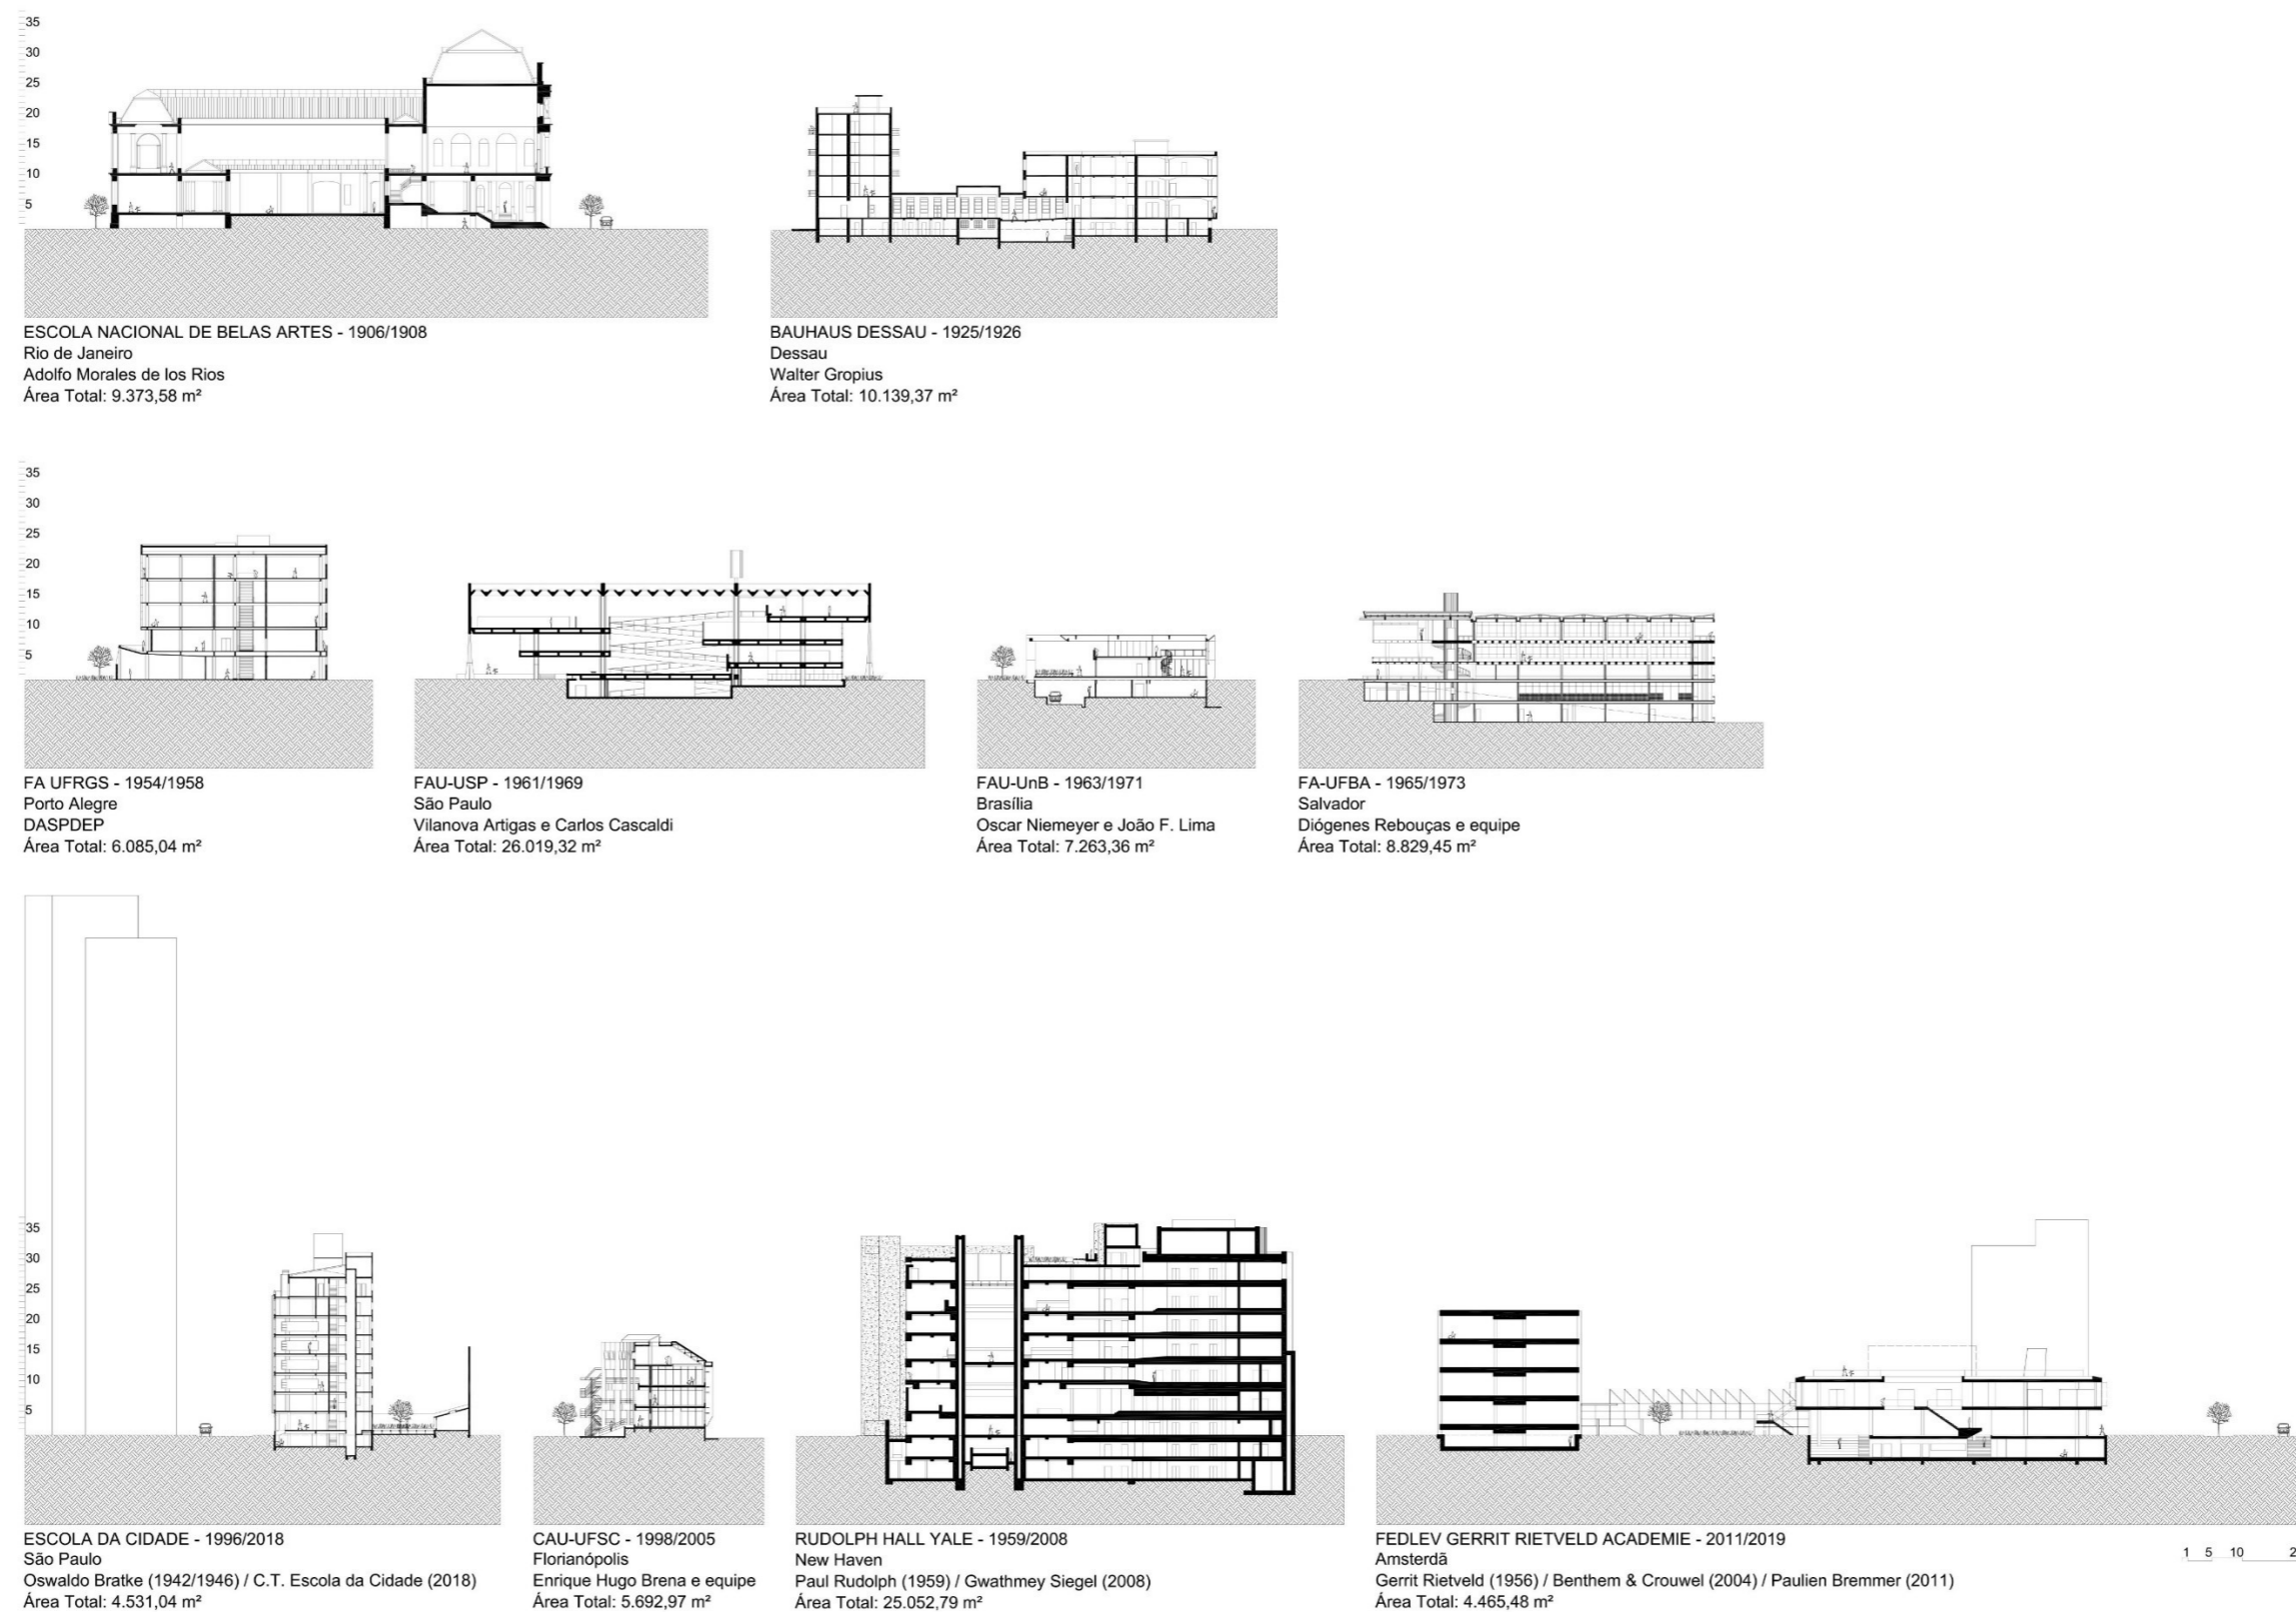 35
30
25
20
15
10
5
ESCOLA NACIONAL DE BELAS ARTES - 1906/1908
Rio de Janeiro
Adolfo Morales de los Rios
Área Total: 9.373,58 m²
BAUHAUS DESSAU - 1925/1926
Dessau
Walter Gropius
Área Total: 10.139,37 m²
35
30
25
20
15
10
5
FA UFRGS - 1954/1958
Porto Alegre
DASPDEP
Área Total: 6.085,04 m²
FAU-USP - 1961/1969
São Paulo
Vilanova Artigas e Carlos Cascaldi
Área Total: 26.019,32 m²
FAU-UnB - 1963/1971
Brasília
Oscar Niemeyer e João F. Lima
Área Total: 7.263,36 m²
FA-UFBA - 1965/1973
Salvador
Diógenes Rebouças e equipe
Área Total: 8.829,45 m²
35
30
25
20
15
10
5
ESCOLA DA CIDADE - 1996/2018
São Paulo
Oswaldo Bratke (1942/1946) / C.T. Escola da Cidade (2018)
Área Total: 4.531,04 m²
CAU-UFSC - 1998/2005
Florianópolis
Enrique Hugo Brena e equipe
Área Total: 5.692,97 m²
RUDOLPH HALL YALE - 1959/2008
New Haven
Paul Rudolph (1959) / Gwathmey Siegel (2008)
Área Total: 25.052,79 m²
FEDLEV GERRIT RIETVELD ACADEMIE - 2011/2019
Amsterdã
Gerrit Rietveld (1956) / Benthem & Crouwel (2004) / Paulien Bremmer (2011)
Área Total: 4.465,48 m²
1 5 10